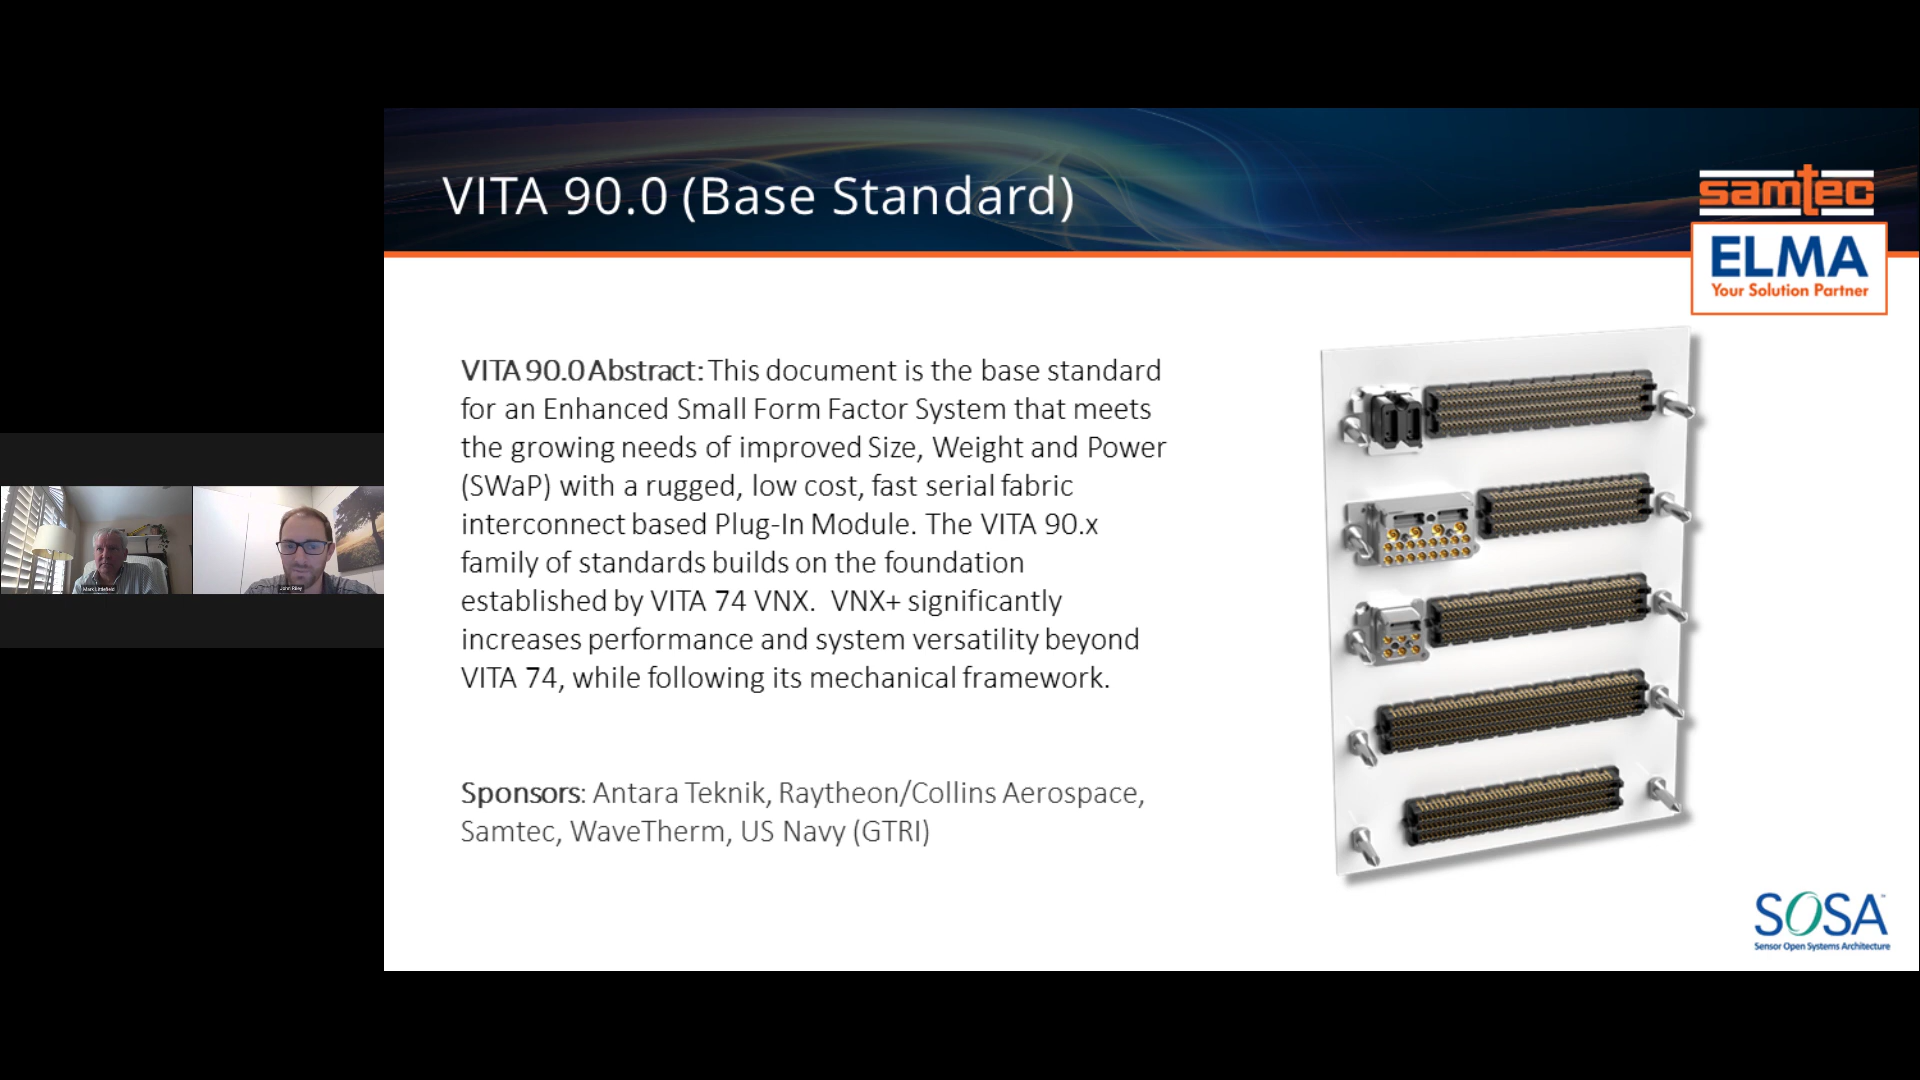 VITA 90.0 (Base Standard)
samtec
ELMA
Your Solution Partner
VITA 90.0 Abstract: This document is the base standard
for an Enhanced Small Form Factor System that meets
the growing needs of improved Size, Weight and Power
(SWaP) with a rugged, low cost, fast serial fabric
interconnect based Plug-In Module. The VITA 90.x
family of standards builds on the foundation
established by VITA 74 VNX.  VNX+ significantly
increases performance and system versatility beyond
VITA 74, while following its mechanical framework.
Sponsors: Antara Teknik, Raytheon/Collins Aerospace,
Samtec, WaveTherm, US Navy (GTRI)
Mark Littlefield
John Riley
SOSA™
Sensor Open Systems Architecture